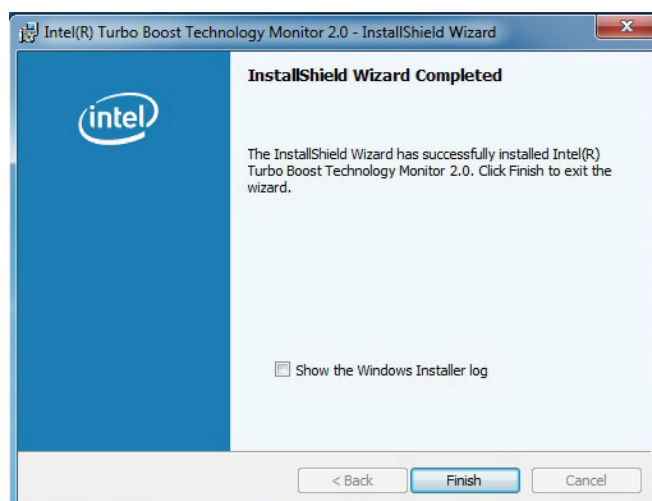 Intel(R) Turbo Boost Technology Monitor 2.0 - InstallShield Wizard
InstallShield Wizard Completed
intel
The InstallShield Wizard has successfully installed Intel(R)
Turbo Boost Technology Monitor 2.0. Click Finish to exit the
wizard.
Show the Windows Installer log
< Back
Finish
Cancel